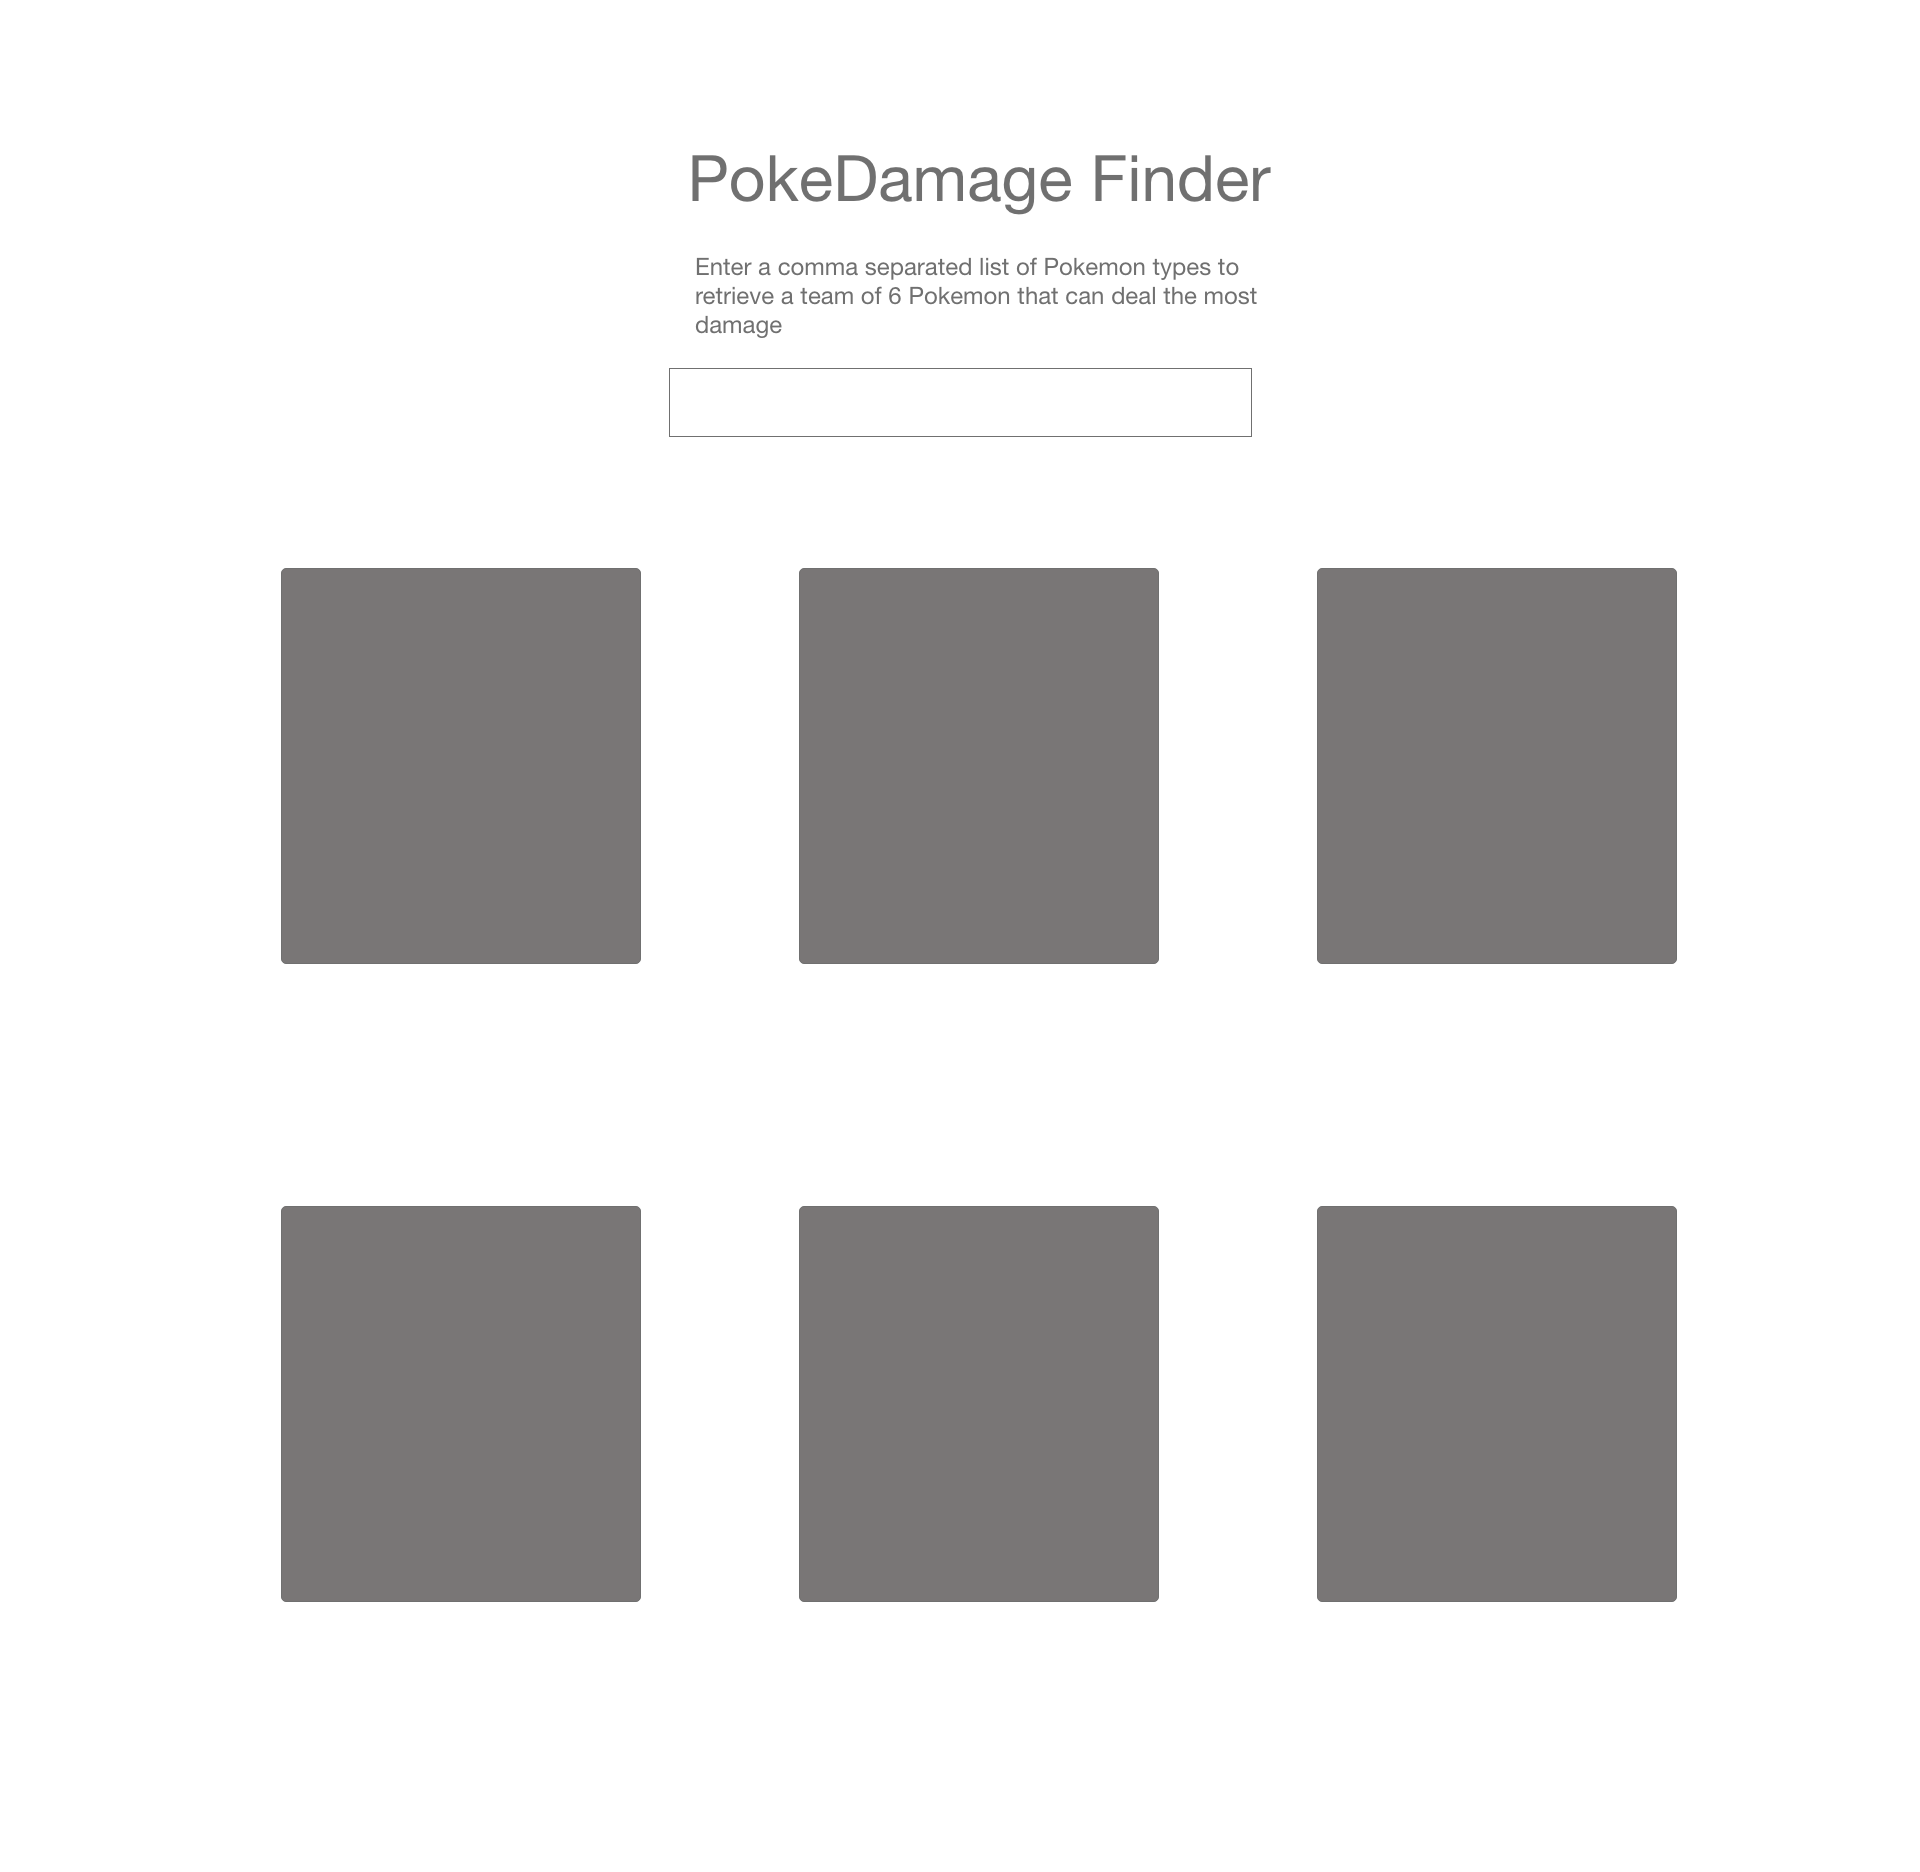 PokeDamage Finder
Enter a comma separated list of Pokemon types to
retrieve a team of 6 Pokemon that can deal the most
damage